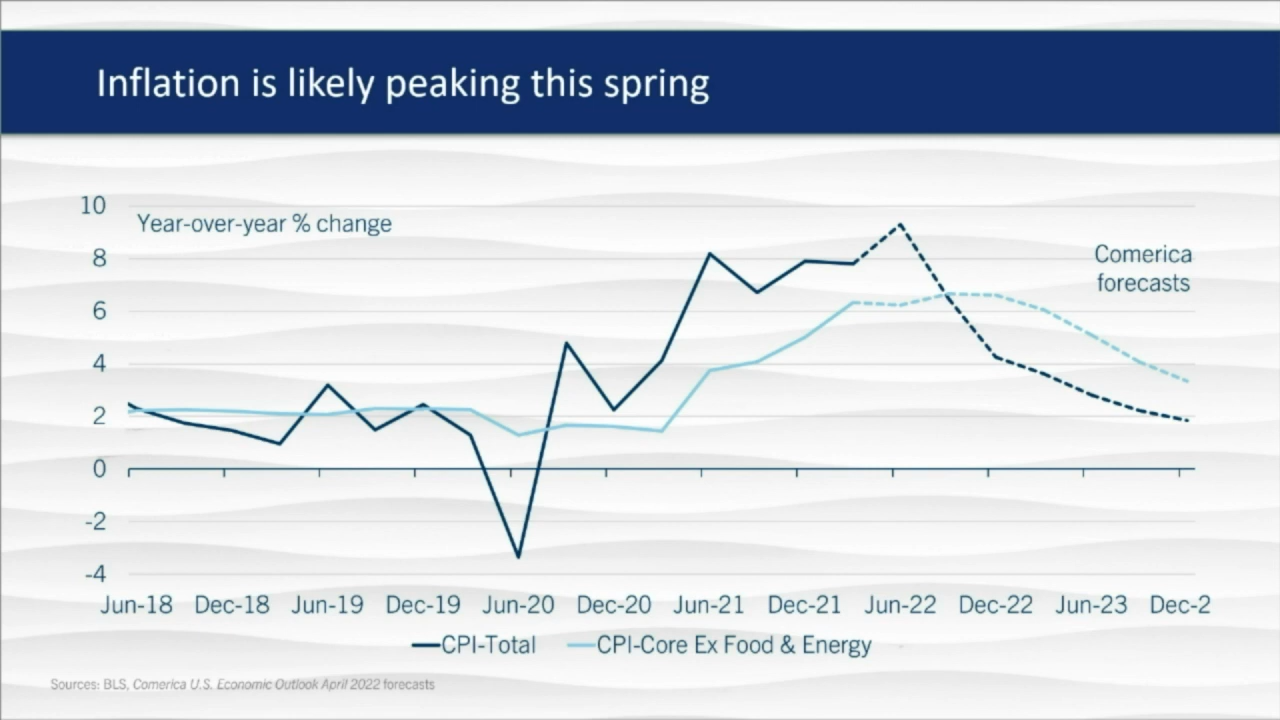 Inflation is likely peaking this spring
10
Year-over-year % change
8
Comerica
forecasts
6
4
2
0
-2
-4
Jun-18 Dec-18 Jun-19 Dec-19 Jun-20 Dec-20 Jun-21 Dec-21 Jun-22 Dec-22 Jun-23 Dec-2
CPI-Total CPI-Core Ex Food & Energy
Sources: BLS, Comerica U.S. Economic Outlook April 2022 forecasts